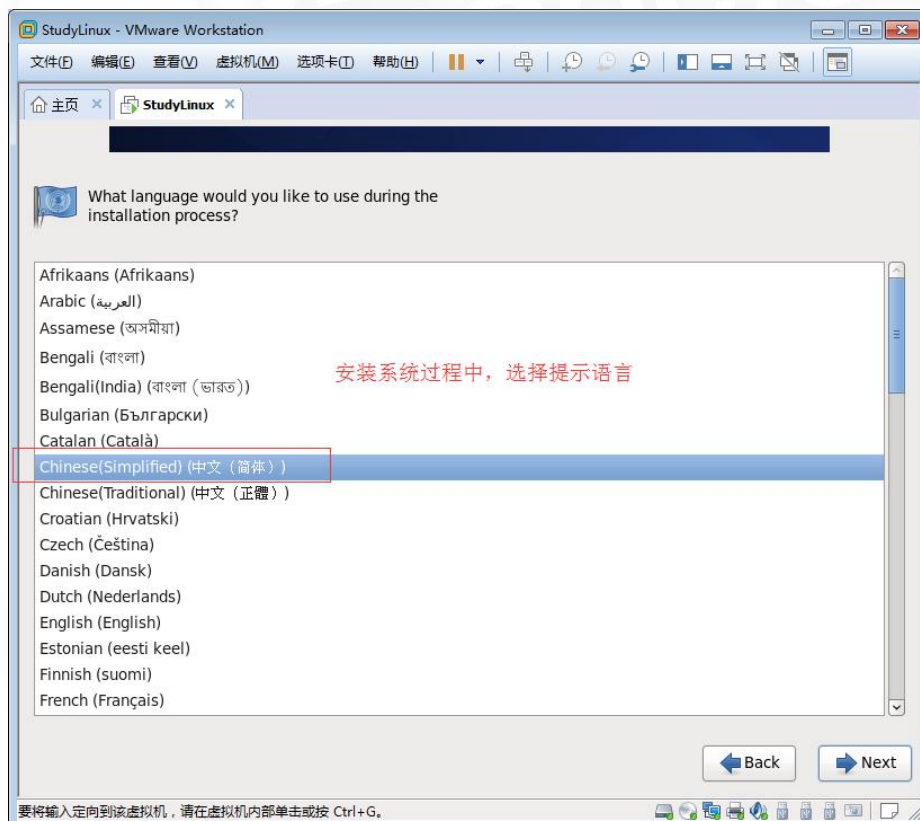 StudyLinux - VMware Workstation
文件(F) 编辑(E) 查看(V) 虚拟机(M) 选项卡(T) 帮助(H)
主页 StudyLinux
What language would you like to use during the
installation process?
Afrikaans (Afrikaans)
Arabic (العربية)
Assamese (অসমীয়া)
Bengali (বাংলা)
Bengali(India) (বাংলা (ভারত))
Bulgarian (Български)
Catalan (Català)
Chinese(Simplified) (中文（简体）)
Chinese(Traditional) (中文（正體）)
Croatian (Hrvatski)
Czech (Čeština)
Danish (Dansk)
Dutch (Nederlands)
English (English)
Estonian (eesti keel)
Finnish (suomi)
French (Français)
安装系统过程中，选择提示语言
Back Next
要将输入定向到该虚拟机，请在虚拟机内部单击或按 Ctrl+G。